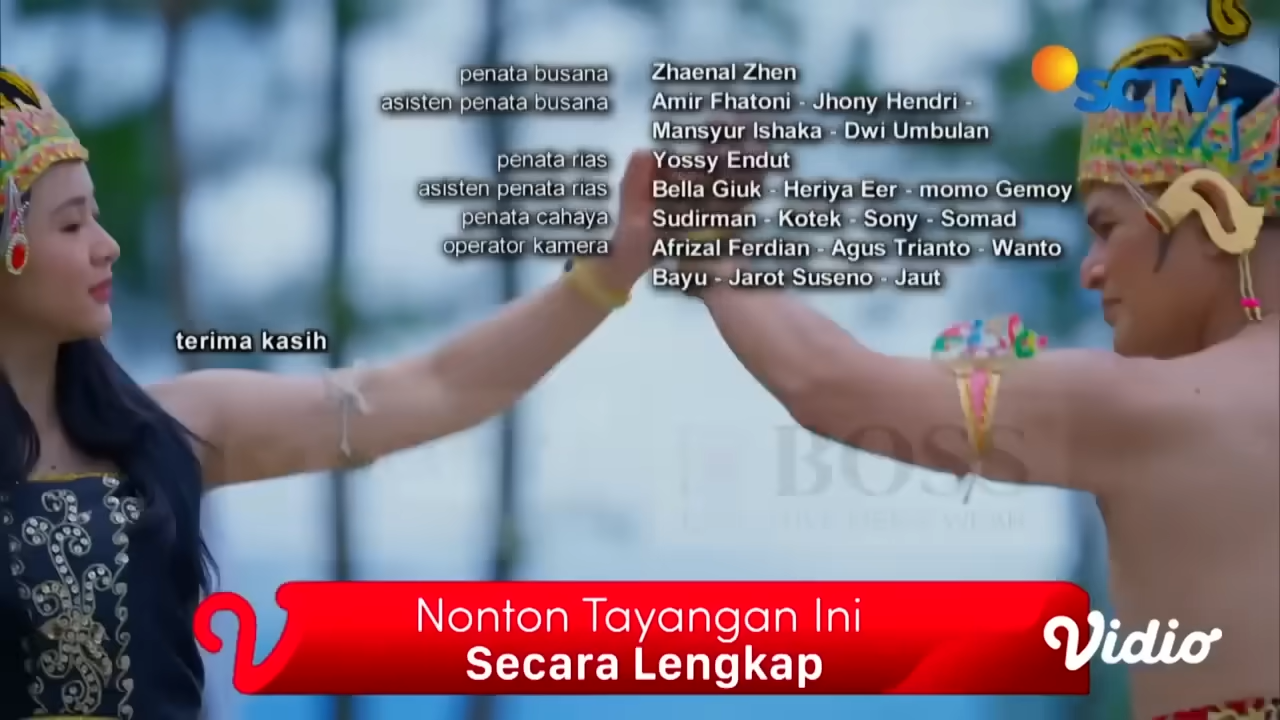 penata busana Zhaenal Zhen
asisten penata busana Amir Fhatoni - Jhony Hendri -
Mansyur Ishaka - Dwi Umbulan
penata rias Yossy Endut
asisten penata rias Bella Giuk - Heriya Eer - momo Gemoy
penata cahaya Sudirman - Kotek - Sony - Somad
operator kamera Afrizal Ferdian - Agus Trianto - Wanto
Bayu - Jarot Suseno - Jaut
SCTV
terima kasih
BOSS
Nonton Tayangan Ini
Secara Lengkap
Vidio